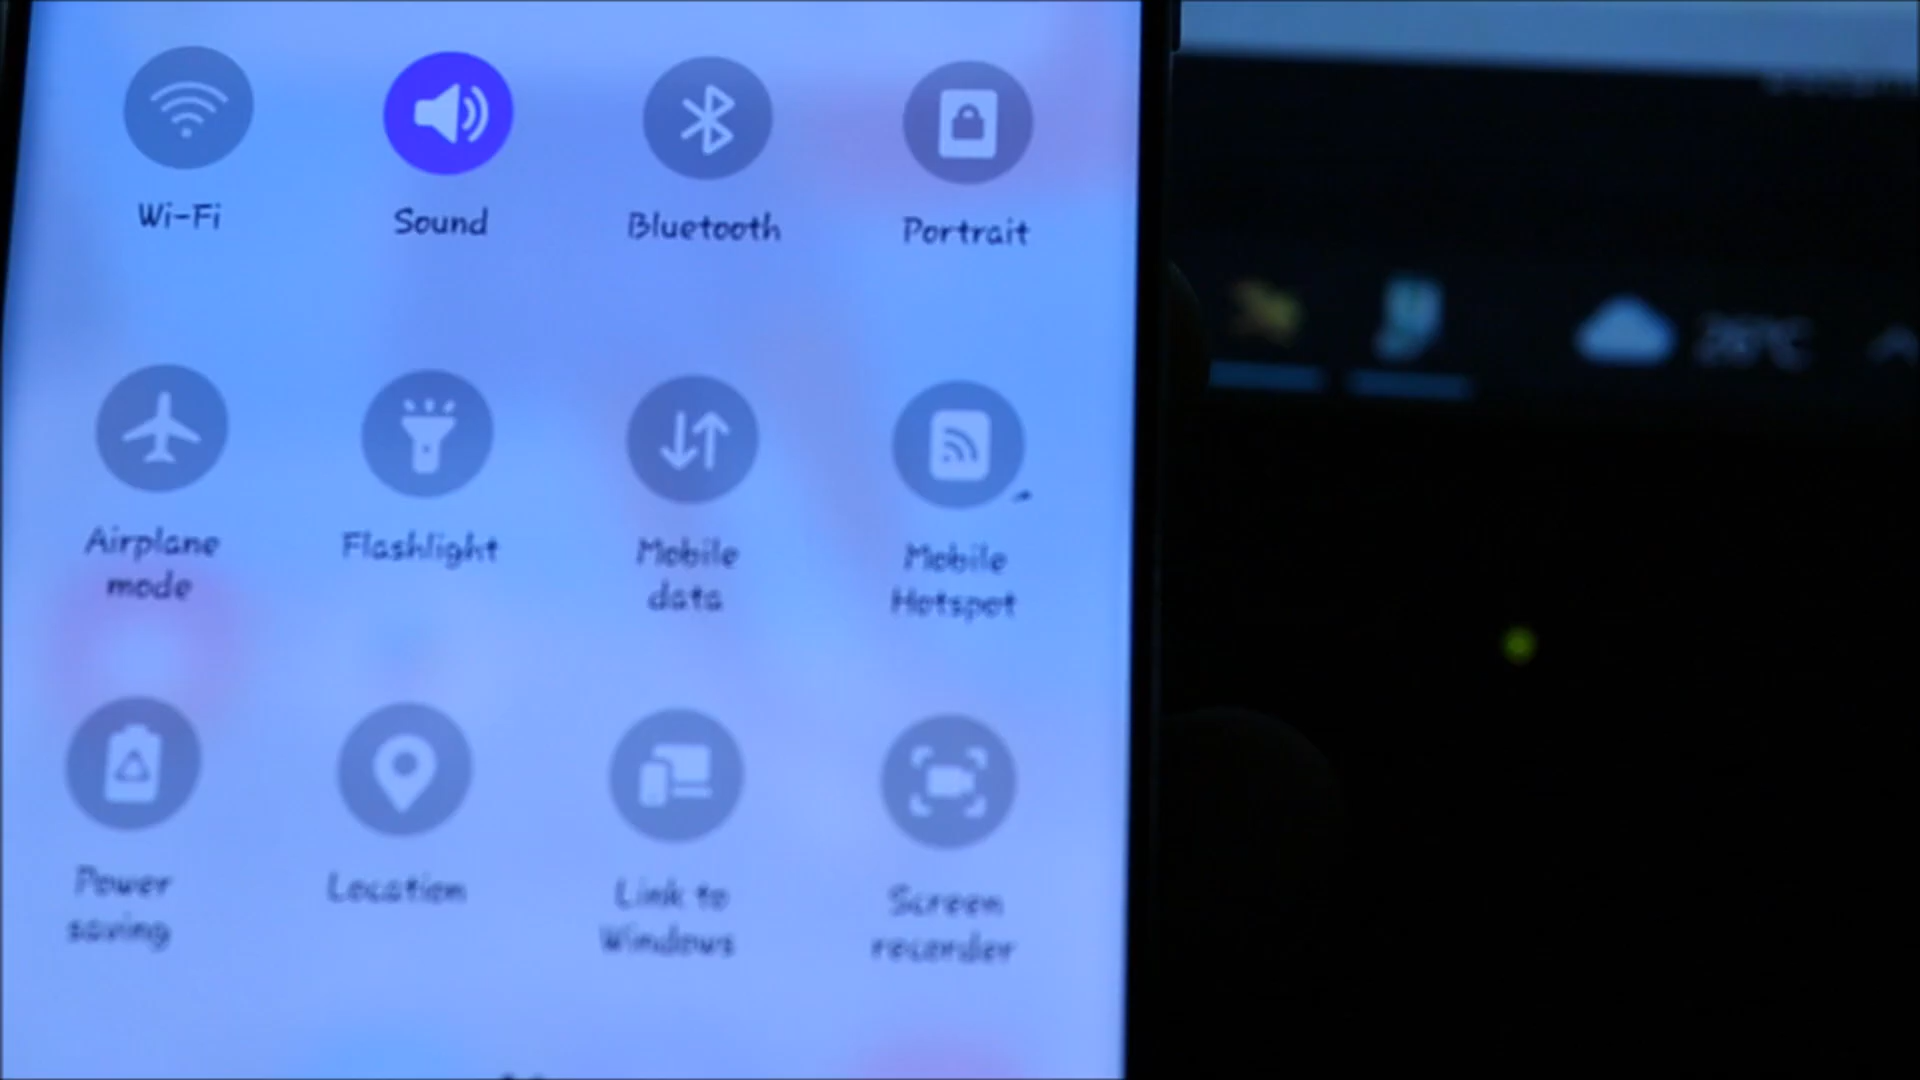 Wi-Fi
Sound
Bluetooth
Portrait
Airplane
mode
Flashlight
Mobile
data
Mobile
Hotspot
Power
saving
Location
Link to
Windows
Screen
recorder
26°C